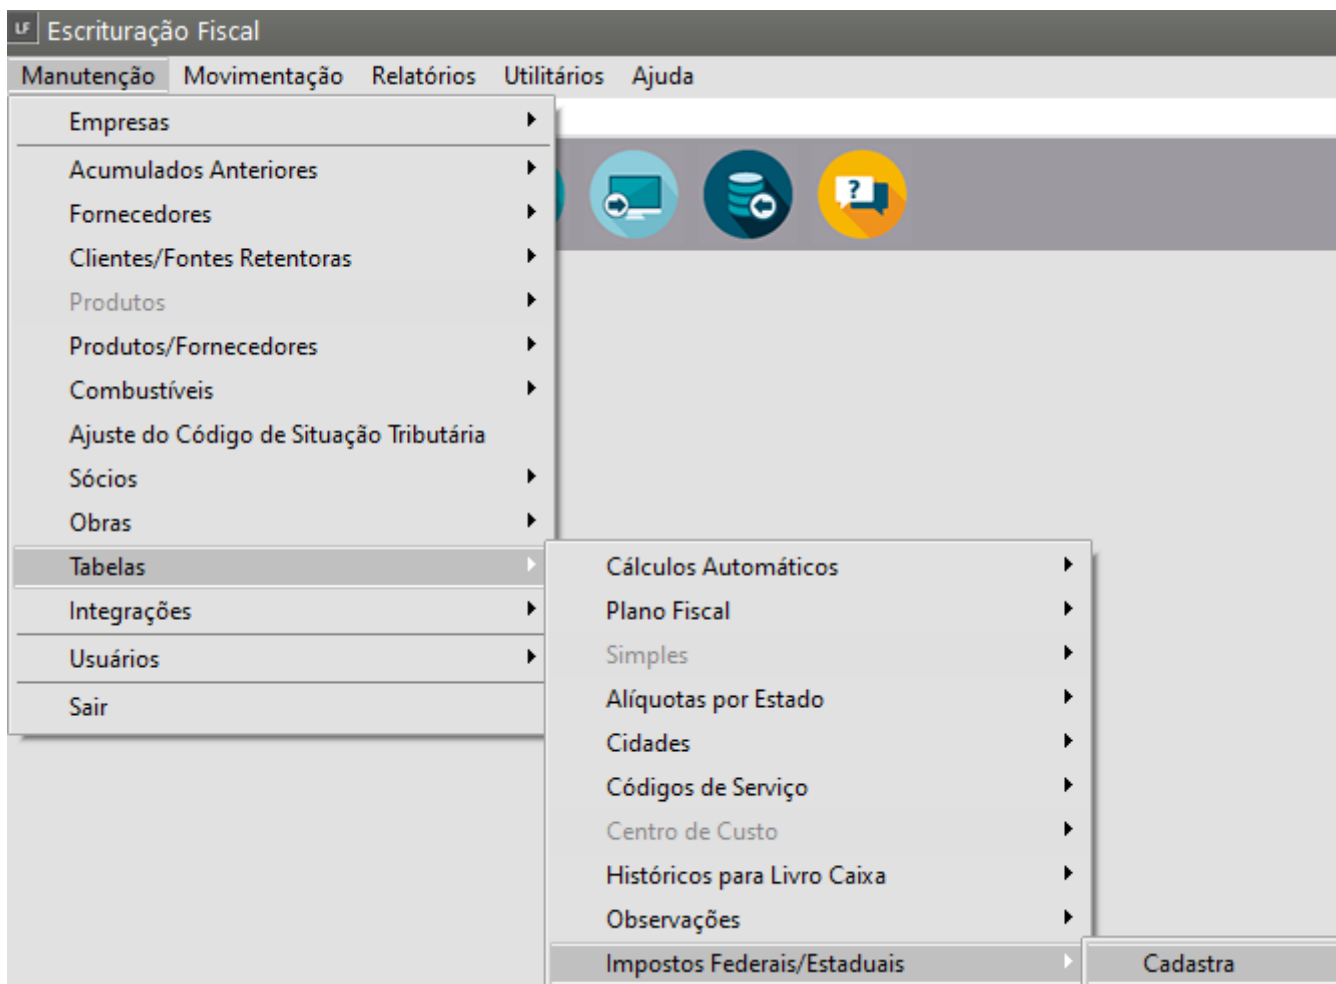 LF Escrituração Fiscal
Manutenção Movimentação Relatórios Utilitários Ajuda
Empresas
Acumulados Anteriores
Fornecedores
Clientes/Fontes Retentoras
Produtos
Produtos/Fornecedores
Combustíveis
Ajuste do Código de Situação Tributária
Sócios
Obras
Tabelas
Integrações
Usuários
Sair
Cálculos Automáticos
Plano Fiscal
Simples
Alíquotas por Estado
Cidades
Códigos de Serviço
Centro de Custo
Históricos para Livro Caixa
Observações
Impostos Federais/Estaduais
Cadastra
?